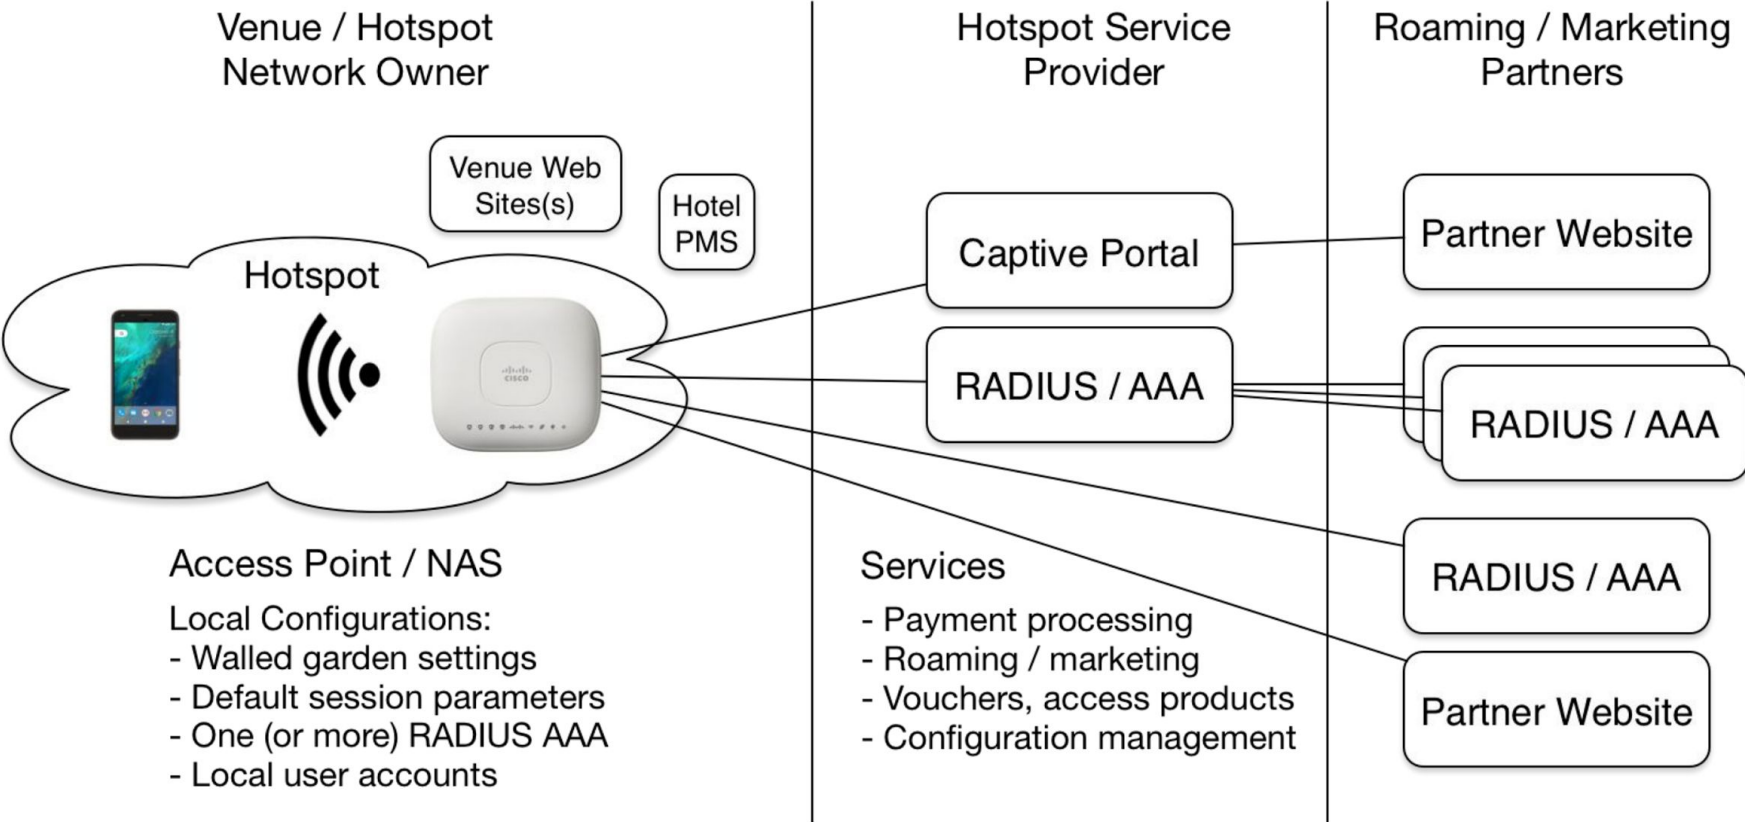 Venue / Hotspot
Network Owner
Hotspot Service
Provider
Roaming / Marketing
Partners
Venue Web
Sites(s)
Hotel
PMS
Hotspot
CISCO
Captive Portal
RADIUS / AAA
Partner Website
RADIUS / AAA
RADIUS / AAA
Partner Website
Access Point / NAS
Local Configurations:
- Walled garden settings
- Default session parameters
- One (or more) RADIUS AAA
- Local user accounts
Services
- Payment processing
- Roaming / marketing
- Vouchers, access products
- Configuration management